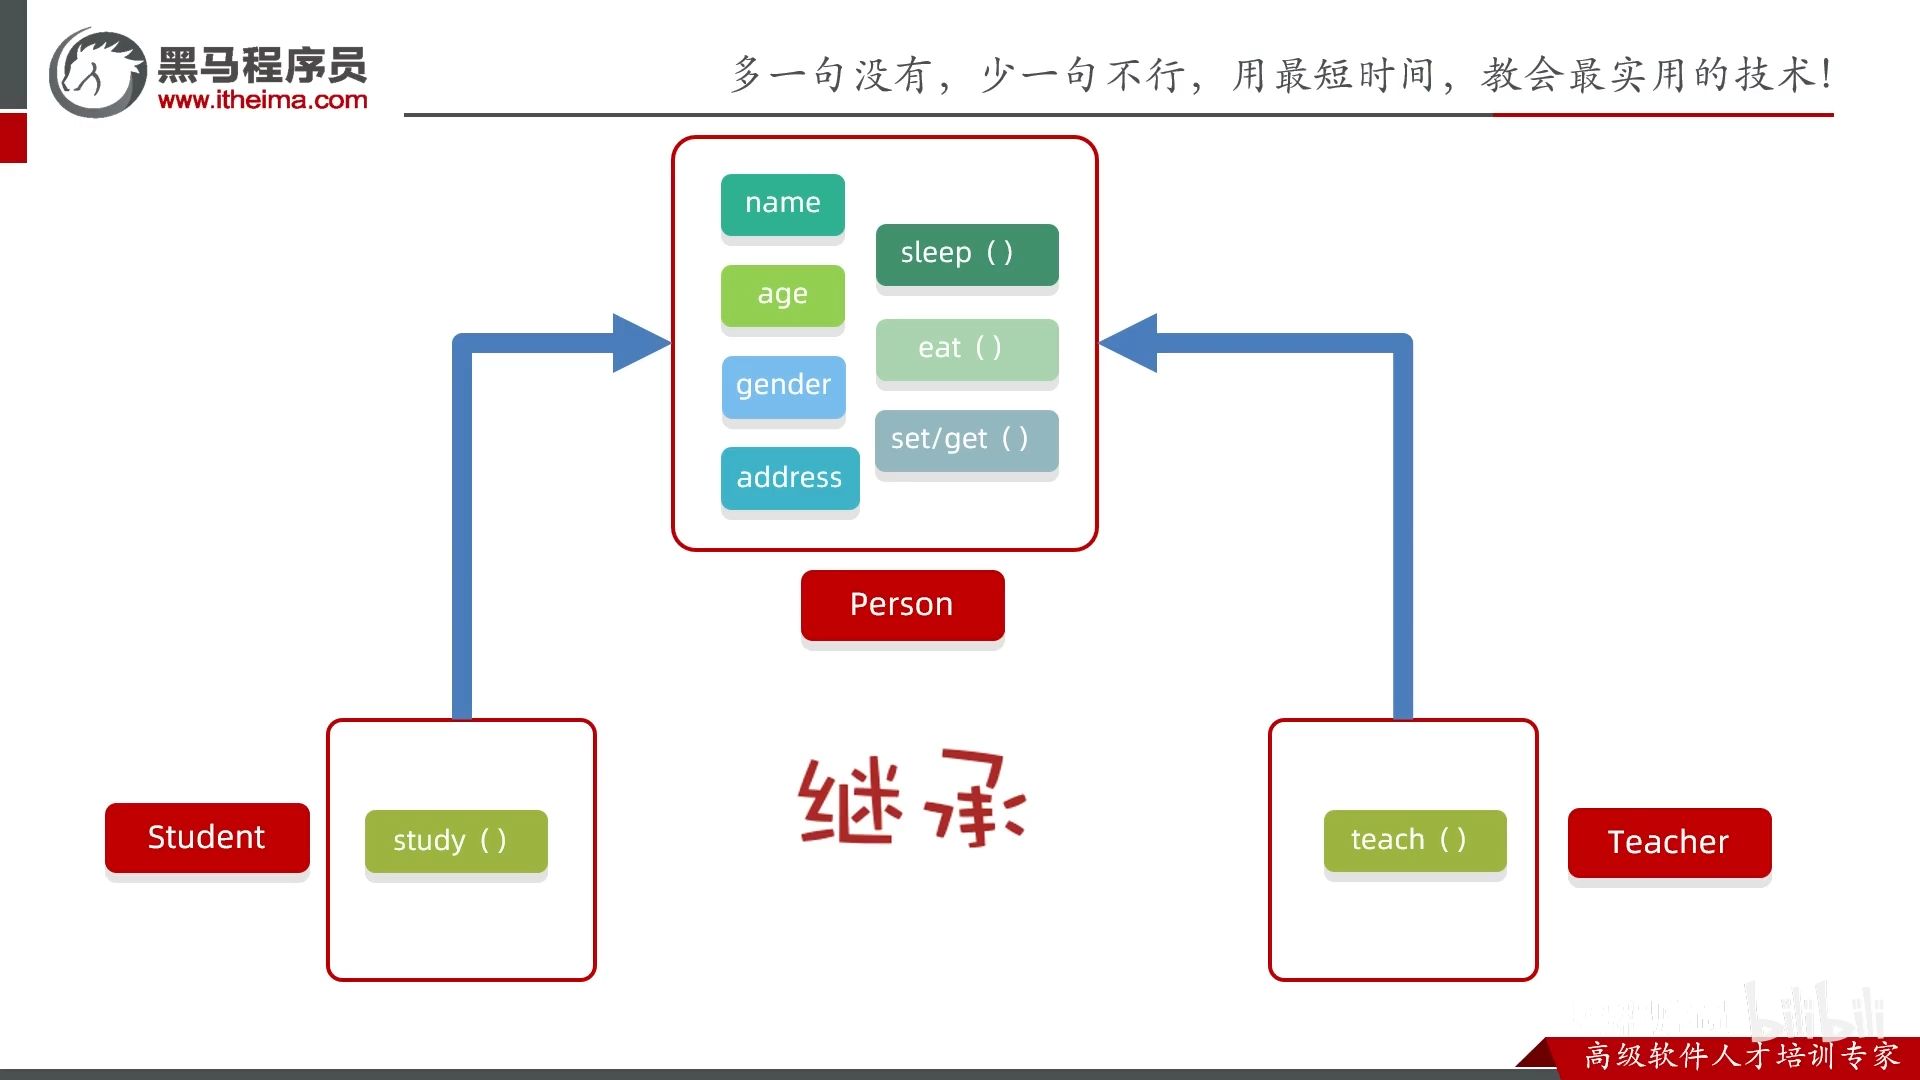 黑马程序员
www.itheima.com
多一句没有，少一句不行，用最短时间，教会最实用的技术！
name
sleep（）
age
eat（）
gender
set/get（）
address
Person
继承
Student
study（）
teach（）
Teacher
bilibili
高级软件人才培训专家